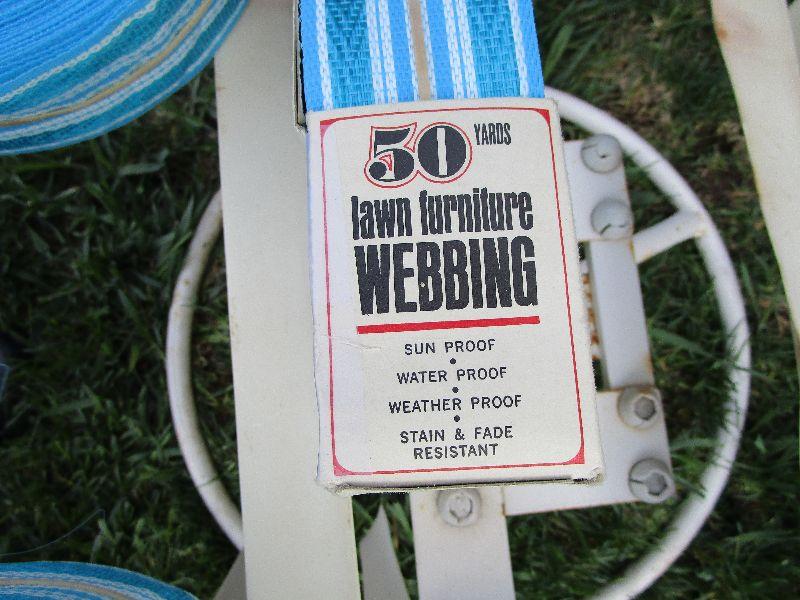 50 YARDS
lawn furniture
WEBBING
SUN PROOF
•
WATER PROOF
•
WEATHER PROOF
•
STAIN & FADE
RESISTANT